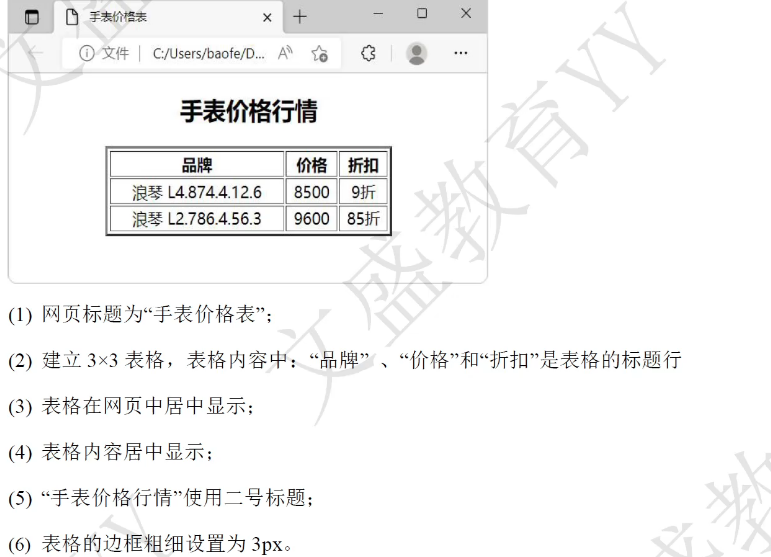 手表价格表
文件 C:/Users/baofe/D...
手表价格行情
品牌 价格 折扣
浪琴 L4.874.4.12.6 8500 9折
浪琴 L2.786.4.56.3 9600 85折
(1) 网页标题为“手表价格表”；
(2) 建立 3×3 表格，表格内容中：“品牌” 、“价格”和“折扣”是表格的标题行
(3) 表格在网页中居中显示；
(4) 表格内容居中显示；
(5) “手表价格行情”使用二号标题；
(6) 表格的边框粗细设置为 3px。
文盛教育YY